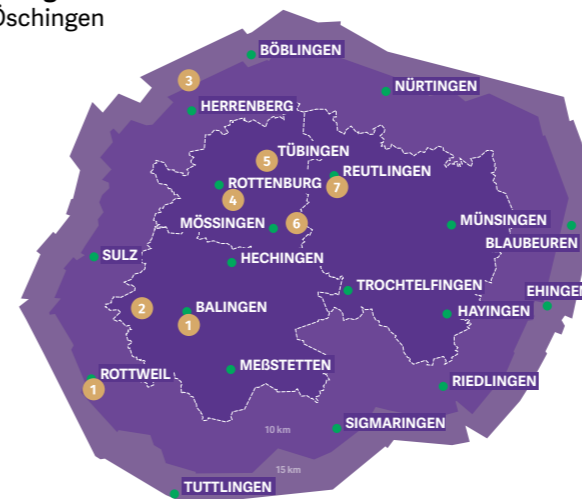 Öschingen
BÖBLINGEN
3
NÜRTINGEN
HERRENBERG
5
TÜBINGEN
REUTLINGEN
ROTTENBURG
7
4
MÖSSINGEN
6
MÜNSINGEN
BLAUBEUREN
SULZ
HECHINGEN
TROCHTELFINGEN
EHINGEN
2
BALINGEN
1
HAYINGEN
MEßSTETTEN
ROTTWEIL
1
RIEDLINGEN
10 km
SIGMARINGEN
15 km
TUTTLINGEN